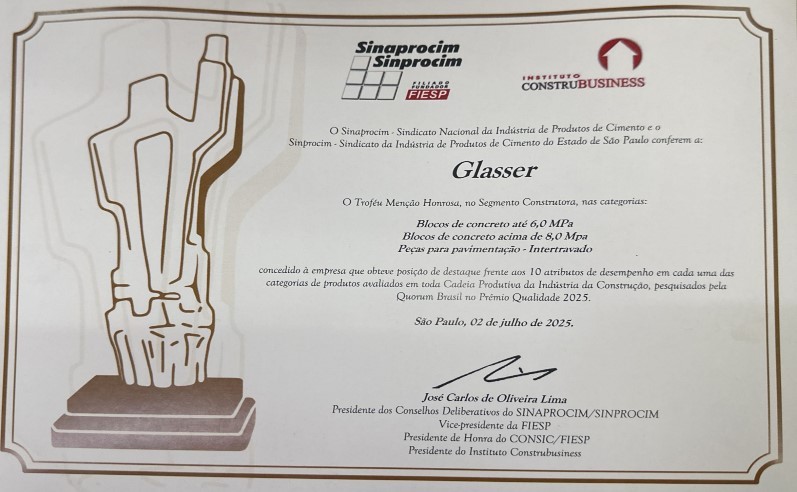 Sinaprocim
Sinprocim
FILIADO
FUNDADOR
FIESP
INSTITUTO
CONSTRUBUSINESS
O Sinaprocim - Sindicato Nacional da Indústria de Produtos de Cimento e o
Sinprocim - Sindicato da Indústria de Produtos de Cimento do Estado de São Paulo conferem a:
Glasser
O Troféu Menção Honrosa, no Segmento Construtora, nas categorias:
Blocos de concreto até 6,0 MPa
Blocos de concreto acima de 8,0 Mpa
Peças para pavimentação - Intertravado
concedido à empresa que obteve posição de destaque frente aos 10 atributos de desempenho em cada uma das
categorias de produtos avaliados em toda Cadeia Produtiva da Indústria da Construção, pesquisados pela
Quorum Brasil no Prêmio Qualidade 2025.
São Paulo, 02 de julho de 2025.
José Carlos de Oliveira Lima
Presidente dos Conselhos Deliberativos do SINAPROCIM/SINPROCIM
Vice-presidente da FIESP
Presidente de Honra do CONSIC/FIESP
Presidente do Instituto Construbusiness